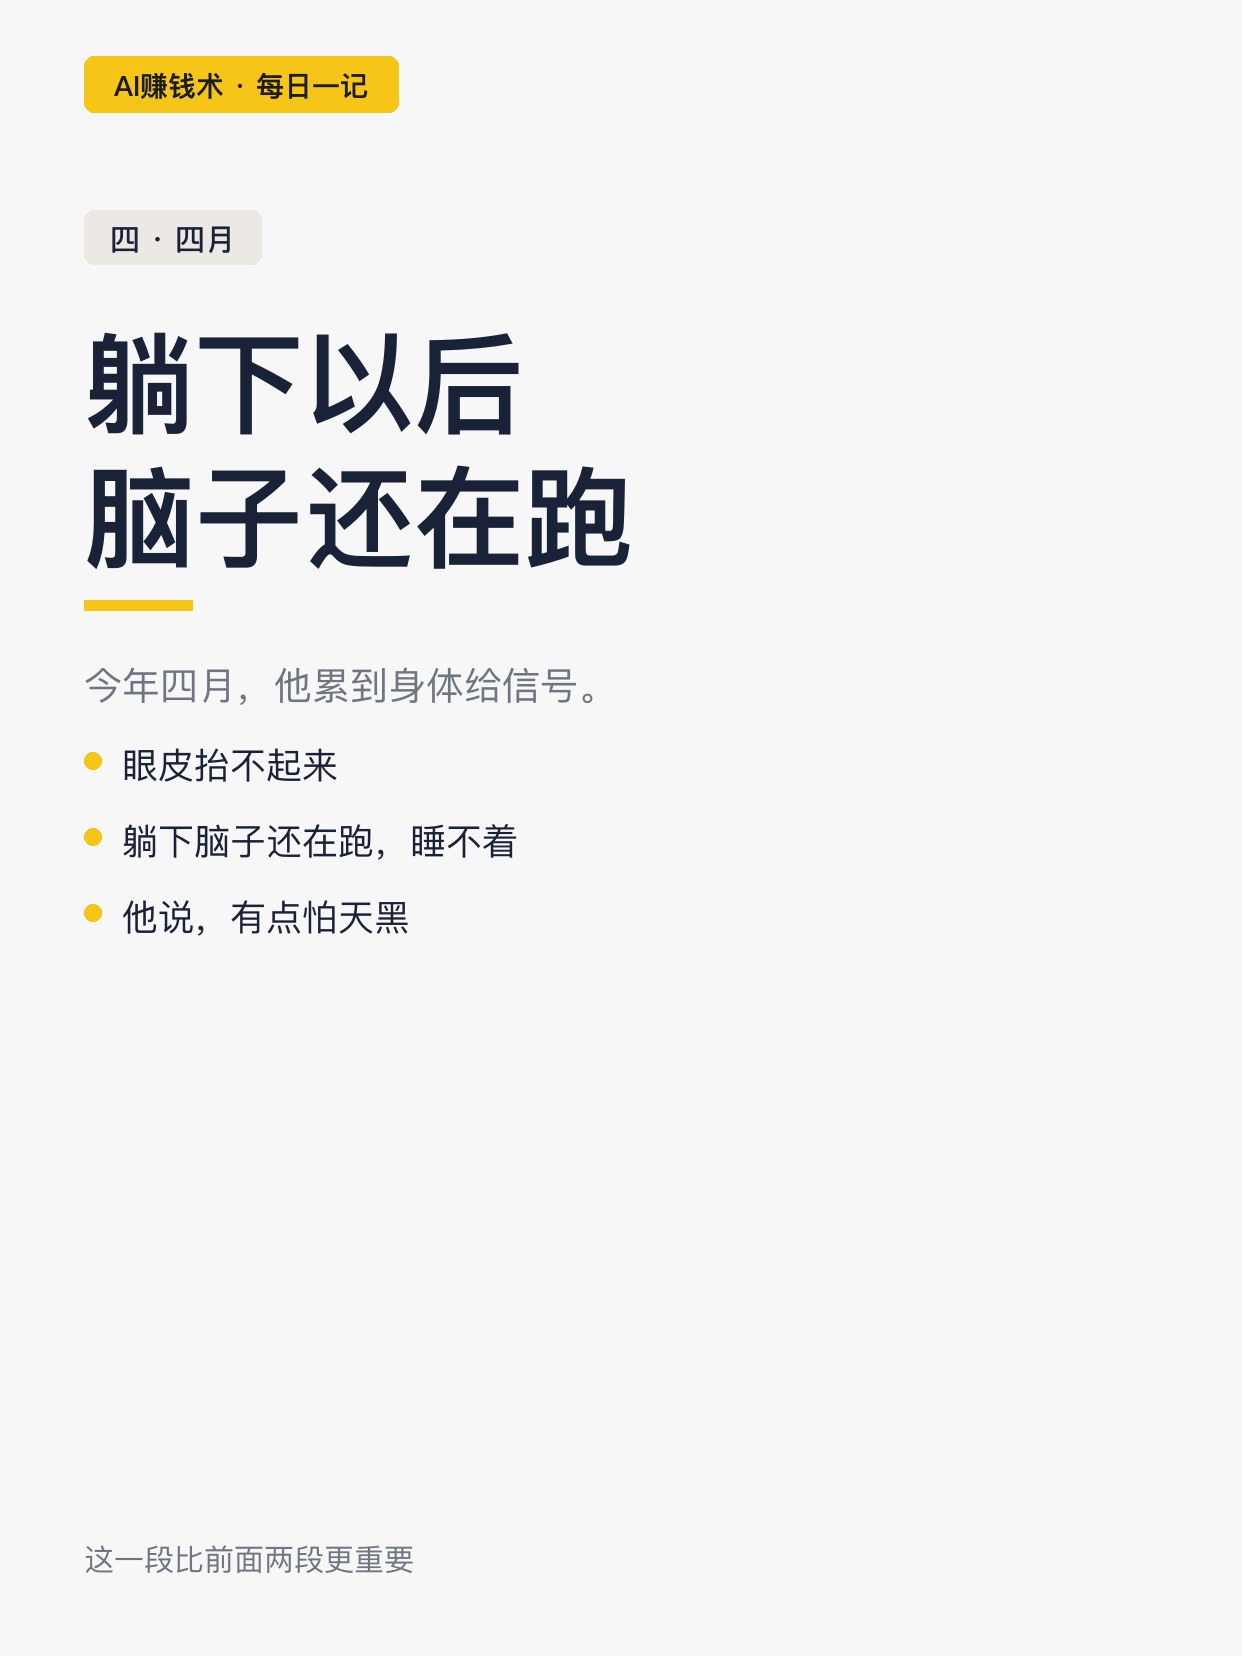 AI赚钱术 · 每日一记
四 · 四月
躺下以后
脑子还在跑
今年四月，他累到身体给信号。
眼皮抬不起来
躺下脑子还在跑，睡不着
他说，有点怕天黑
这一段比前面两段更重要